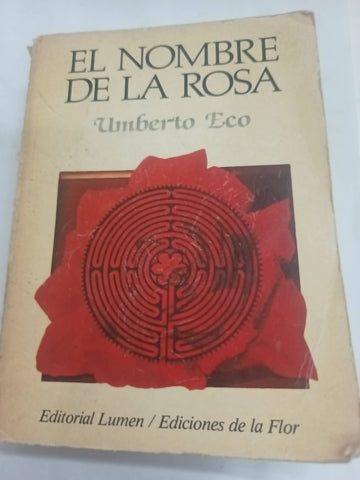 EL NOMBRE
DE LA ROSA
Umberto Eco
Editorial Lumen / Ediciones de la Flor